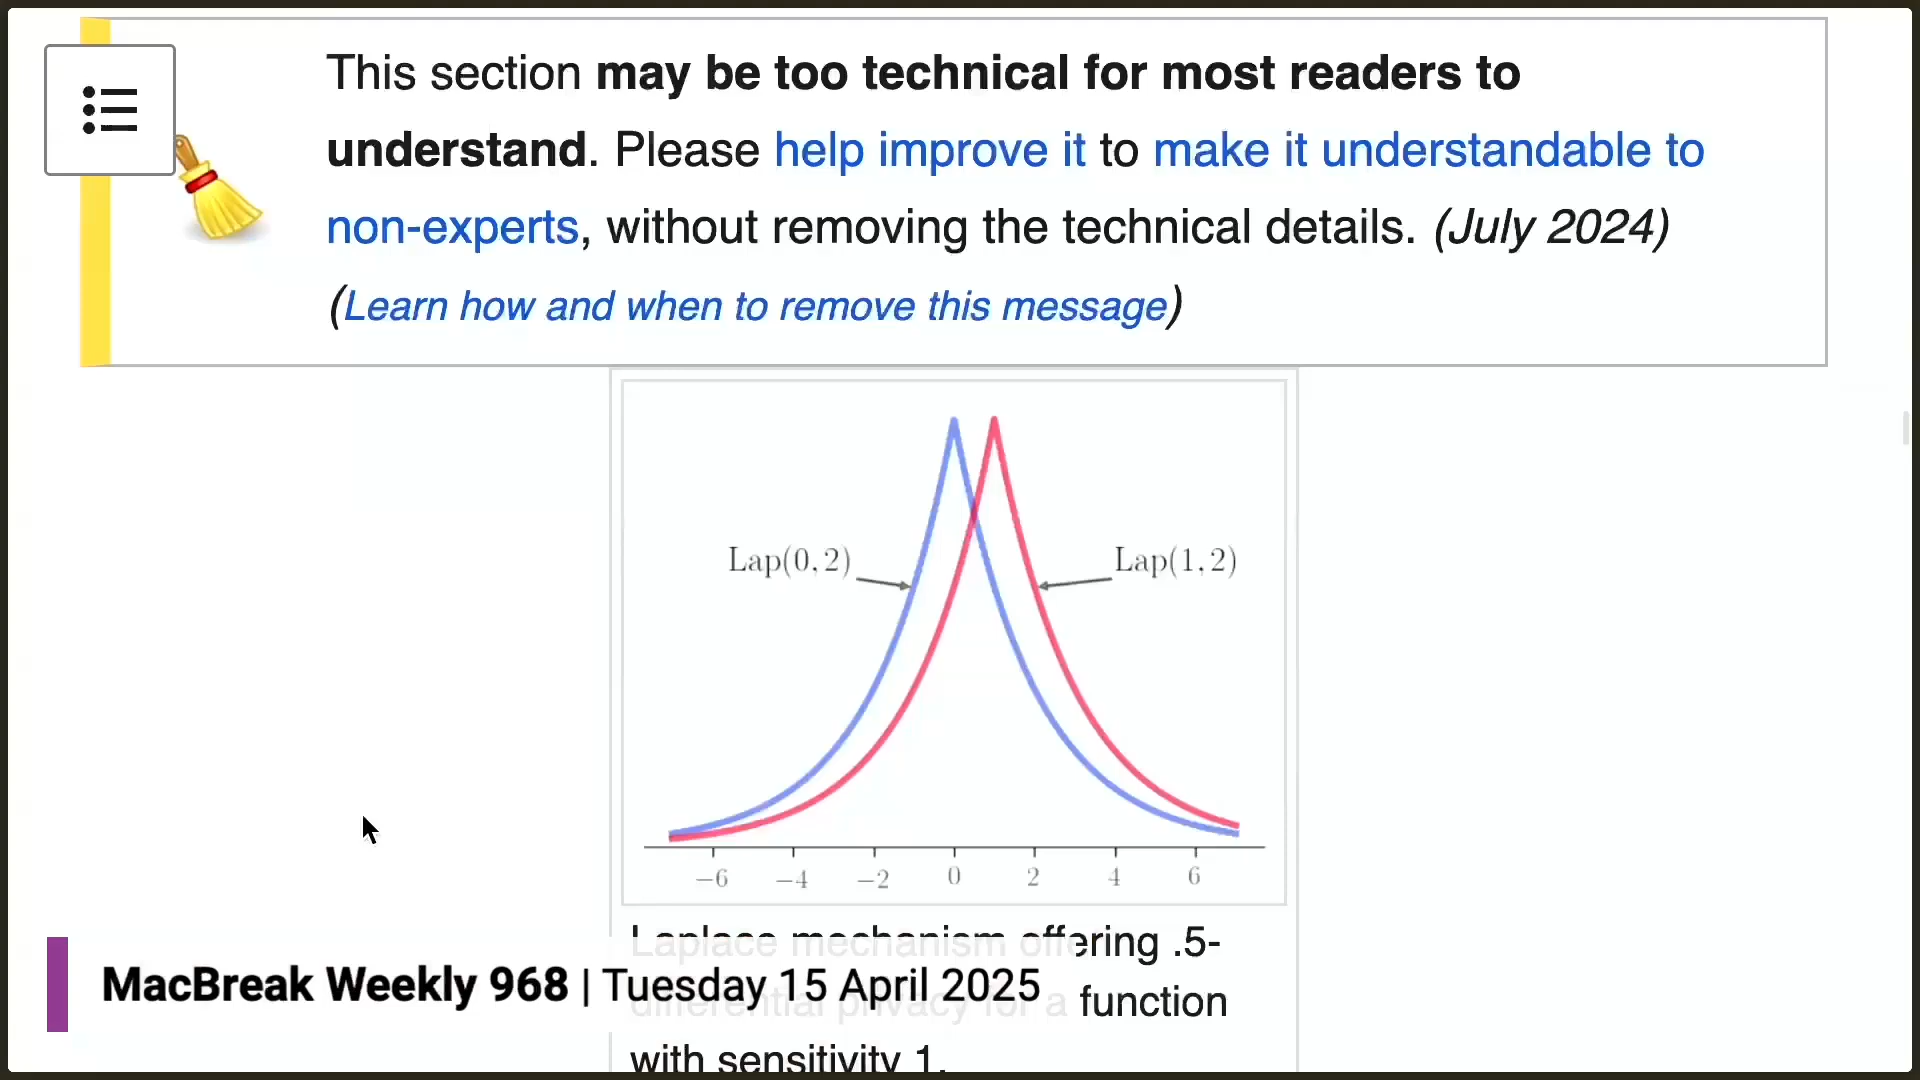 This section may be too technical for most readers to
understand. Please help improve it to make it understandable to
non-experts, without removing the technical details. (July 2024)
(Learn how and when to remove this message)
Lap(0, 2)
Lap(1, 2)
−6 −4 −2 0 2 4 6
Laplace mechanism offering .5-
differential privacy for a function
with sensitivity 1.
MacBreak Weekly 968 | Tuesday 15 April 2025